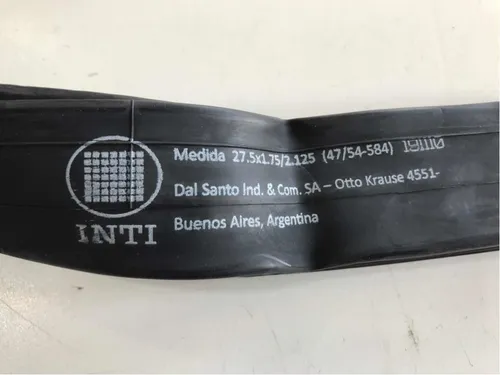 Medida 27.5x1.75/2.125 (47/54-584)
Dal Santo Ind. & Com. SA – Otto Krause 4551-
Buenos Aires, Argentina
INTI